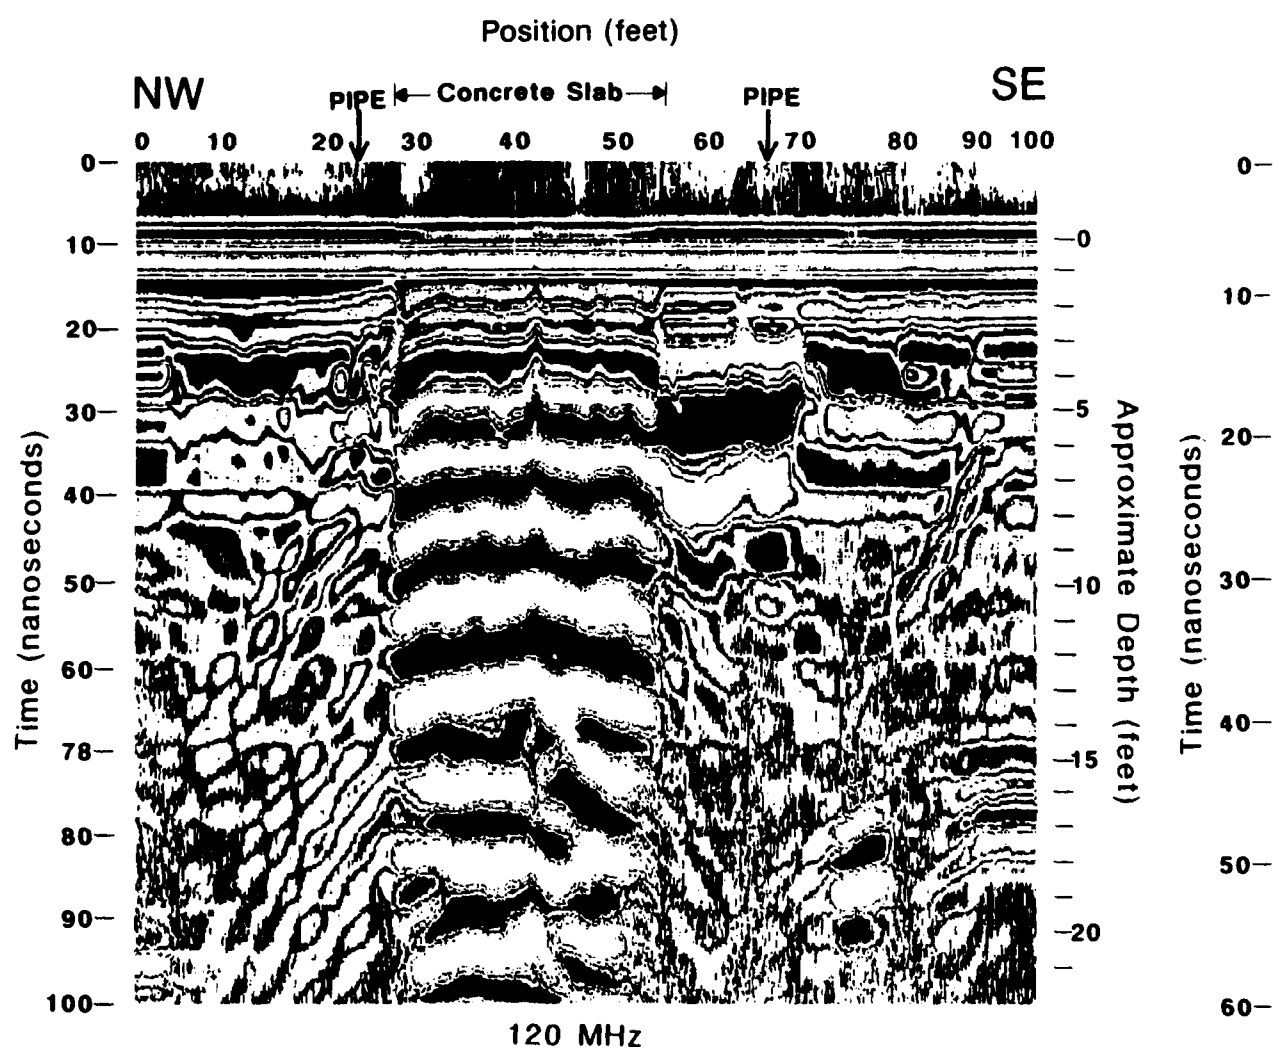 Position (feet)
NW
PIPE
Concrete Slab
PIPE
SE
0 10 20 30 40 50 60 70 80 90 100
0
10
20
30
40
50
60
78
80
90
100
Time (nanoseconds)
0
5
10
15
20
Approximate Depth (feet)
0
10
20
30
40
50
60
Time (nanoseconds)
120 MHz